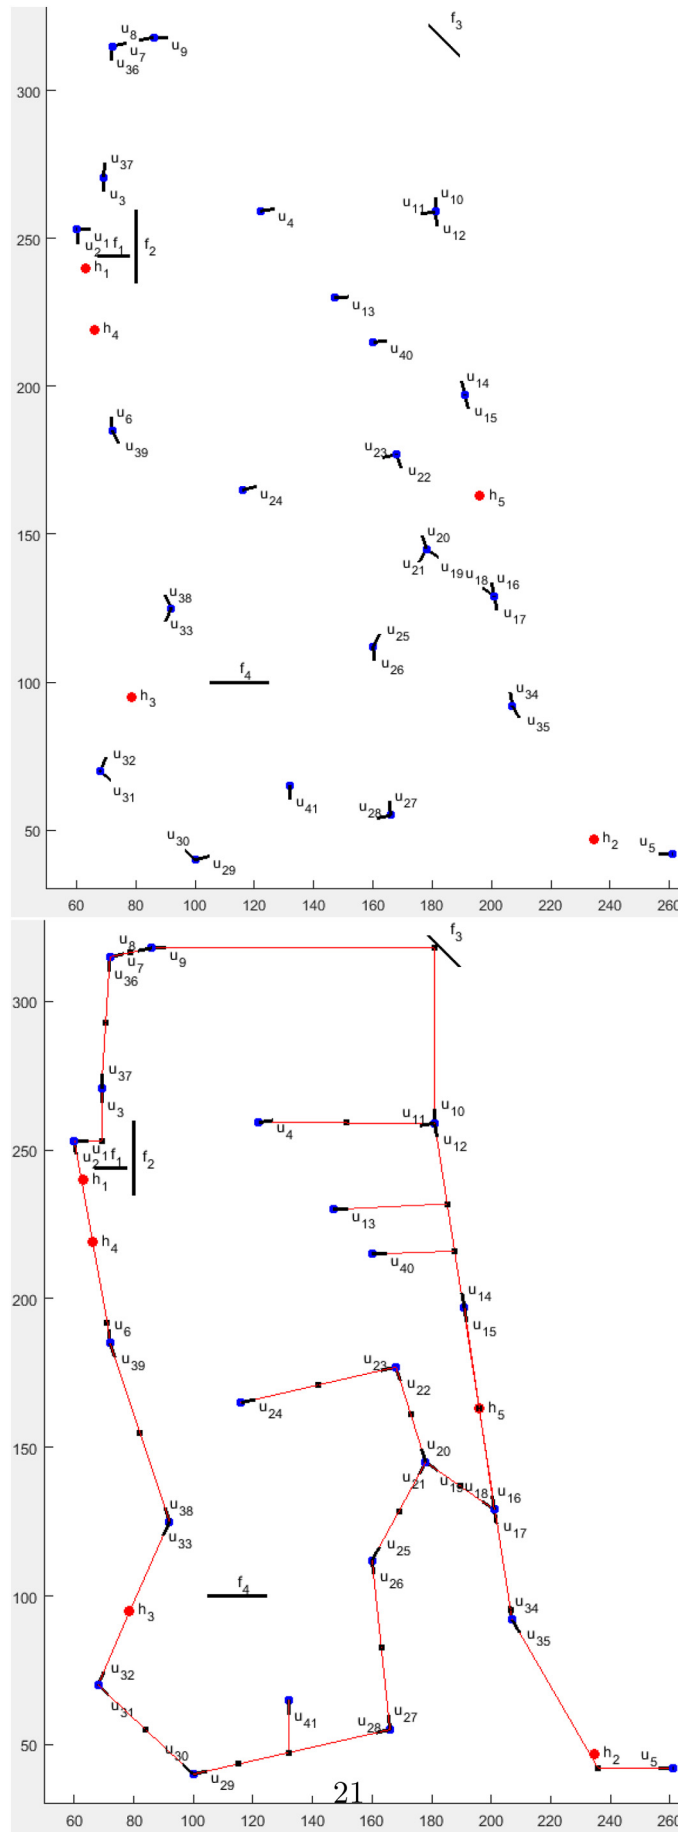 f3
u8
u7 u9
u36
300
u37
u3
u4 u11 u10
u12
250
u1 f1 f2
u2
h1
u13
h4
u40
200
u14
u15
u6
u39
u23
u22
u24
h5
150
u20
u21 u19 u18 u16
u17
u38
u33
u25
u26
100
f4
h3
u34
u35
u32
u31
u41
u28 u27
50
h2
u5
u30
u29
60 80 100 120 140 160 180 200 220 240 260
f3
u8
u7 u9
u36
300
u37
u3
u4 u11 u10
u12
250
u1 f1 f2
u2
h1
u13
h4
u40
200
u14
u15
u6
u39
u23
u22
u24
h5
150
u20
u21 u19 u18 u16
u17
u38
u33
u25
u26
100
f4
h3
u34
u35
u32
u31
u41
u28 u27
50
h2
u5
u30
u29
21
60 80 100 120 140 160 180 200 220 240 260